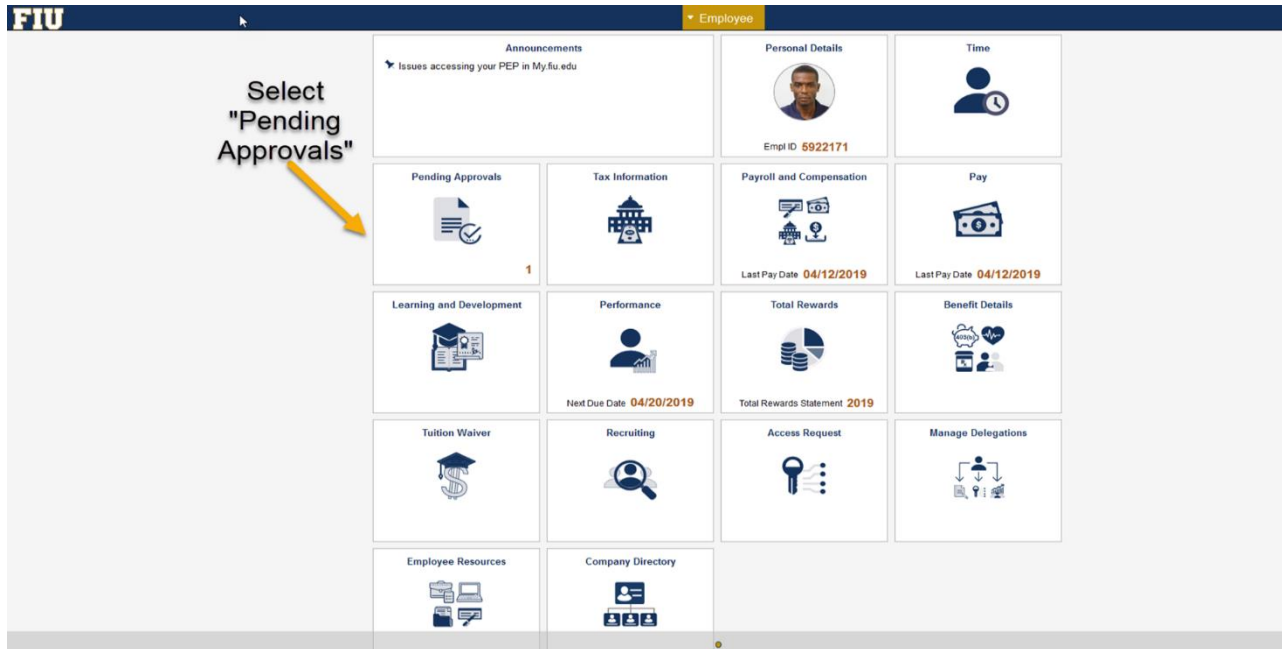 FIU
Employee
Announcements
Issues accessing your PEP in My.fiu.edu
Personal Details
Empl ID 5922171
Time
Select
"Pending
Approvals"
Pending Approvals
1
Tax Information
Payroll and Compensation
Last Pay Date 04/12/2019
Pay
Last Pay Date 04/12/2019
Learning and Development
Performance
Next Due Date 04/20/2019
Total Rewards
Total Rewards Statement 2019
Benefit Details
403(b)
Tuition Waiver
Recruiting
Access Request
Manage Delegations
Employee Resources
Company Directory